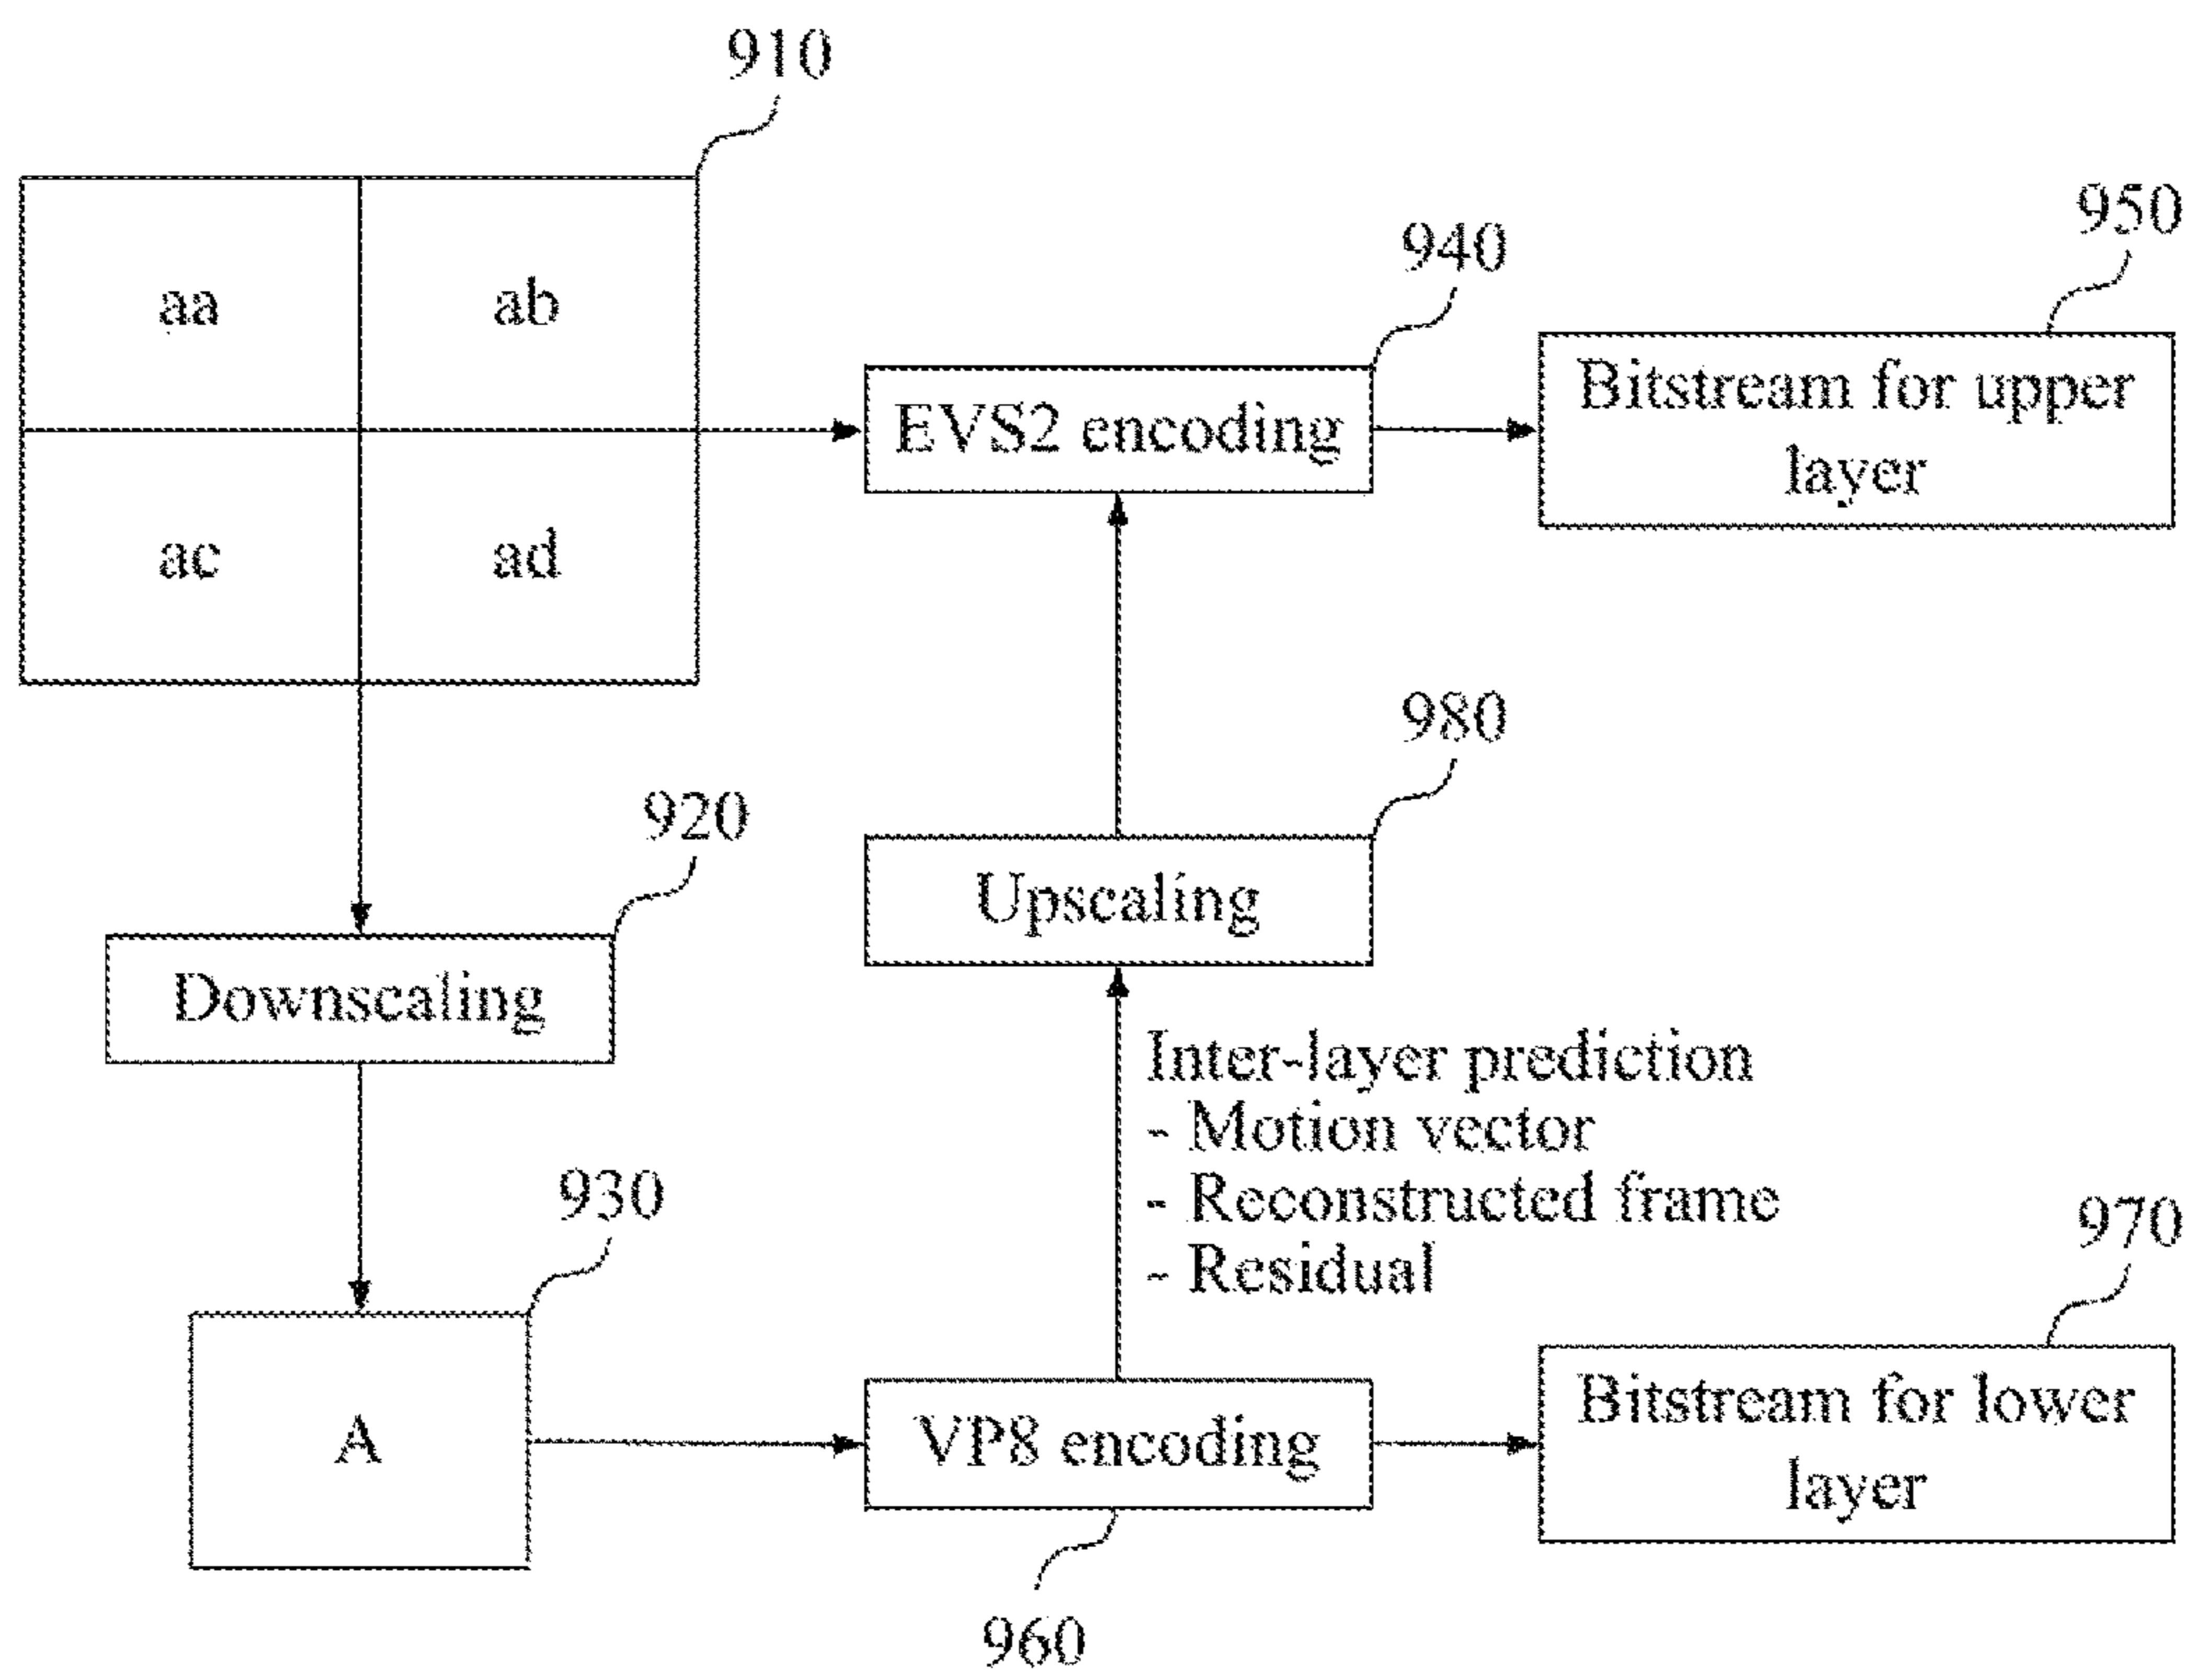 910
aa
ab
ac
ad
940
EVS2 encoding
950
Bitstream for upper
layer
920
Downscaling
980
Upscaling
Inter-layer prediction
- Motion vector
- Reconstructed frame
- Residual
930
A
VP8 encoding
960
970
Bitstream for lower
layer